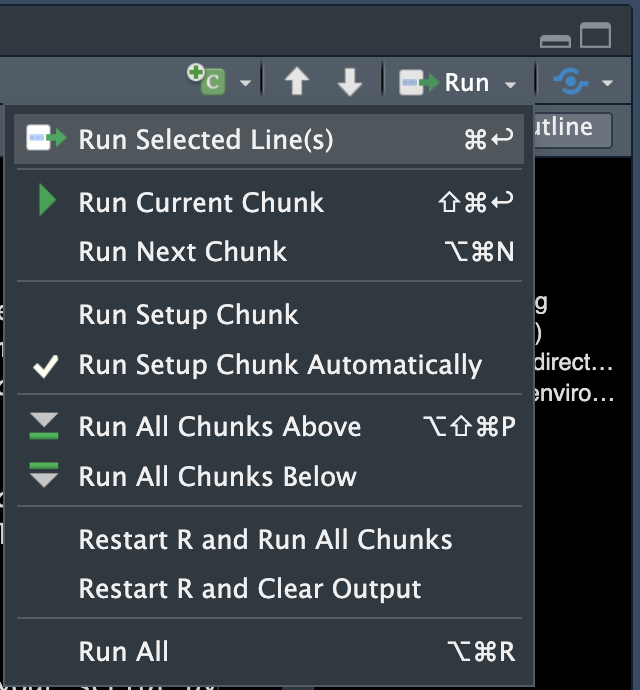 C
Run
Run Selected Line(s) ⌘↩
utline
Run Current Chunk ⇧⌘↩
Run Next Chunk ⌥⌘N
Run Setup Chunk
g
)
Run Setup Chunk Automatically
direct…
enviro…
Run All Chunks Above ⌥⇧⌘P
Run All Chunks Below
Restart R and Run All Chunks
Restart R and Clear Output
Run All ⌥⌘R